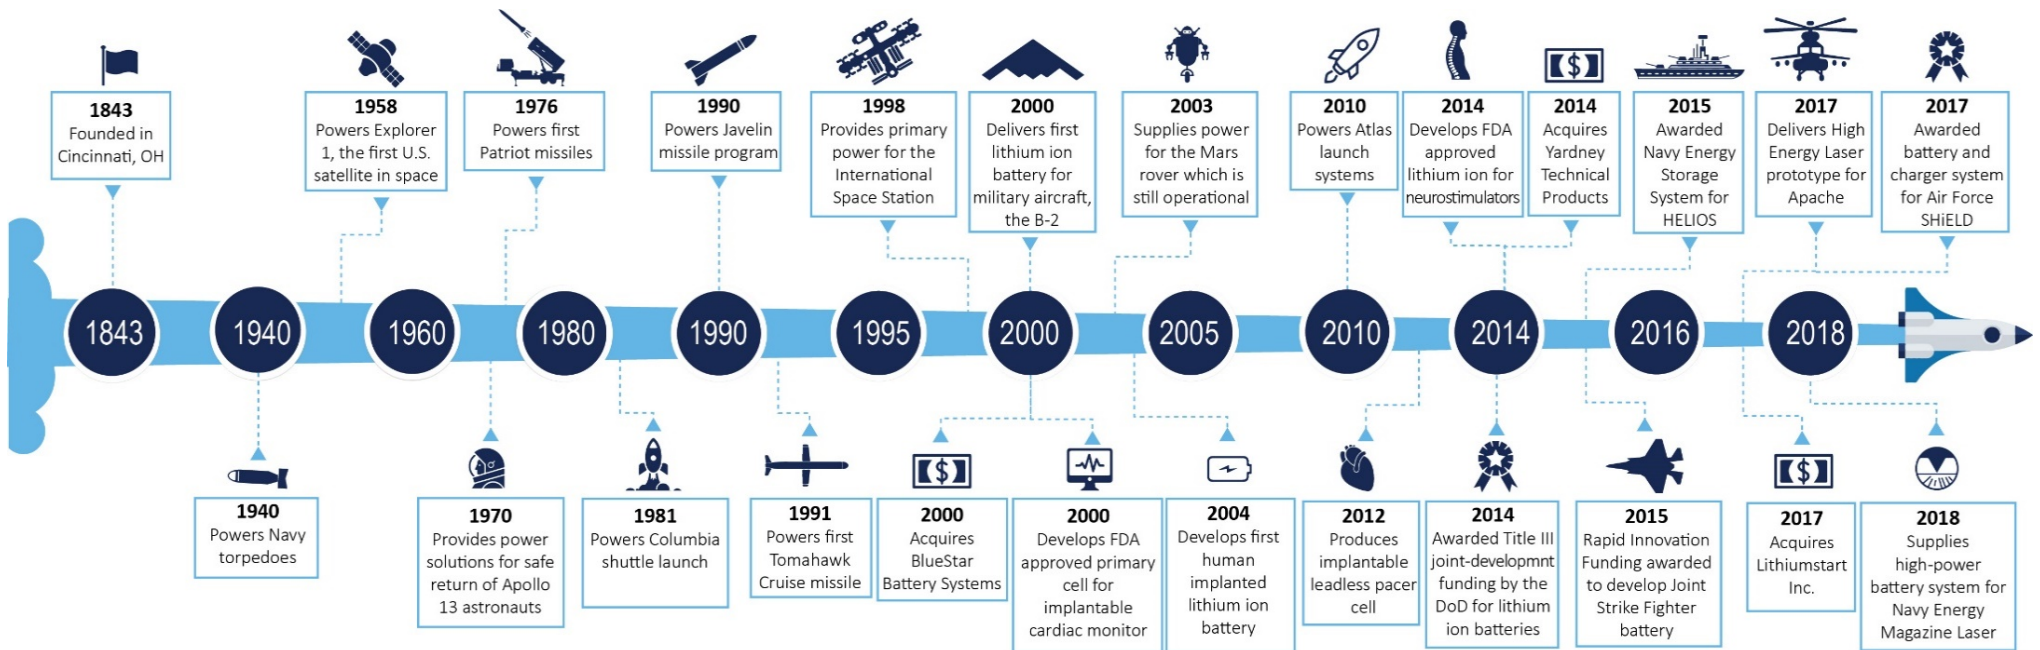 1843
Founded in
Cincinnati, OH
1958
Powers Explorer
1, the first U.S.
satellite in space
1976
Powers first
Patriot missiles
1990
Powers Javelin
missile program
1998
Provides primary
power for the
International
Space Station
2000
Delivers first
lithium ion
battery for
military aircraft,
the B-2
2003
Supplies power
for the Mars
rover which is
still operational
2010
Powers Atlas
launch
systems
2014
Develops FDA
approved
lithium ion for
neurostimulators
2014
Acquires
Yardney
Technical
Products
2015
Awarded
Navy Energy
Storage
System for
HELIOS
2017
Delivers High
Energy Laser
prototype for
Apache
2017
Awarded
battery and
charger system
for Air Force
SHiELD
1843
1940
1960
1980
1990
1995
2000
2005
2010
2014
2016
2018
1940
Powers Navy
torpedoes
1970
Provides power
solutions for safe
return of Apollo
13 astronauts
1981
Powers Columbia
shuttle launch
1991
Powers first
Tomahawk
Cruise missile
2000
Acquires
BlueStar
Battery Systems
2000
Develops FDA
approved primary
cell for
implantable
cardiac monitor
2004
Develops first
human
implanted
lithium ion
battery
2012
Produces
implantable
leadless pacer
cell
2014
Awarded Title III
joint-developmnt
funding by the
DoD for lithium
ion batteries
2015
Rapid Innovation
Funding awarded
to develop Joint
Strike Fighter
battery
2017
Acquires
Lithiumstart
Inc.
2018
Supplies
high-power
battery system for
Navy Energy
Magazine Laser